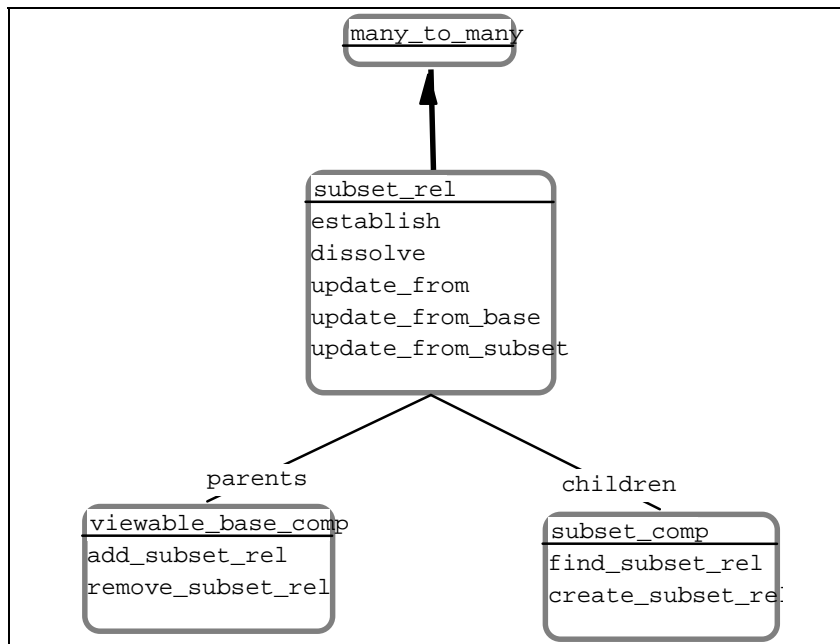 many_to_many
subset_rel
establish
dissolve
update_from
update_from_base
update_from_subset
parents
children
viewable_base_comp
add_subset_rel
remove_subset_rel
subset_comp
find_subset_rel
create_subset_rel